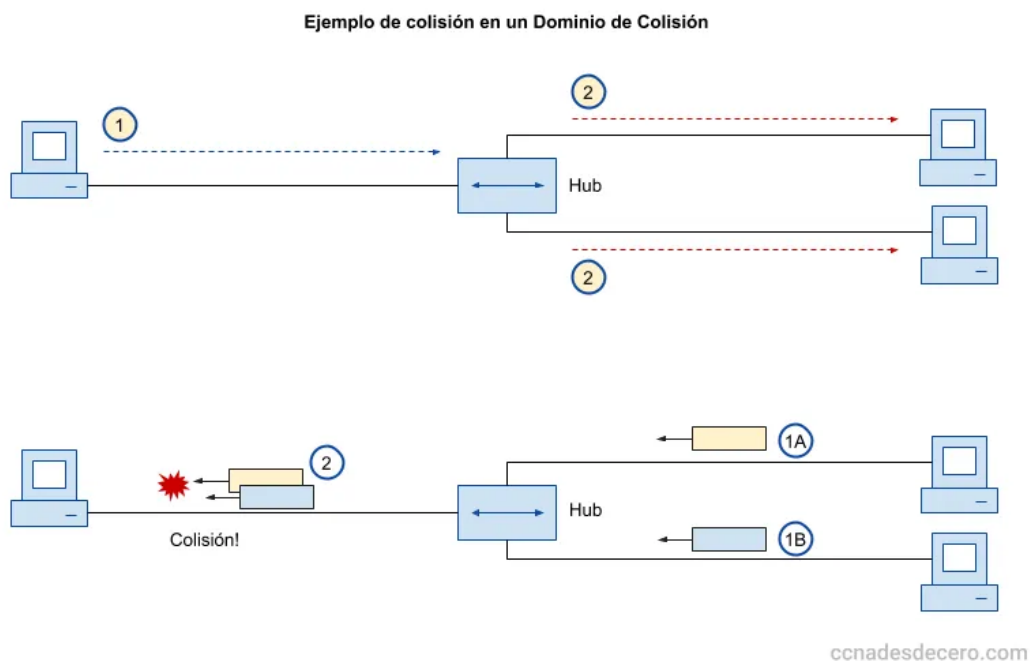 Ejemplo de colisión en un Dominio de Colisión
2
1
Hub
2
1A
2
Hub
Colisión!
1B
ccnadesdecero.com